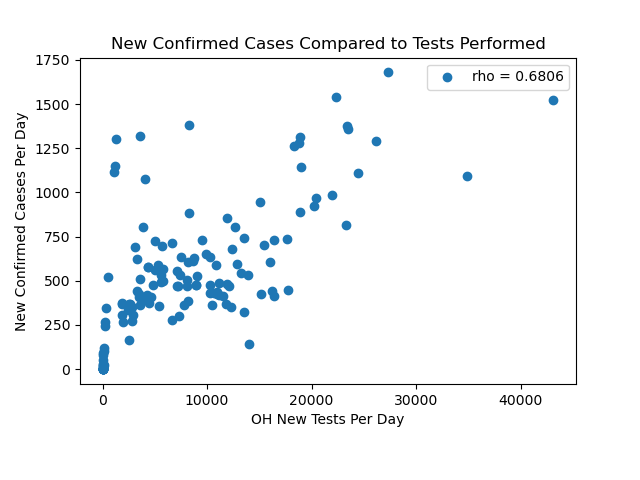 New Confirmed Cases Compared to Tests Performed
rho = 0.6806
New Confirmed Caeses Per Day
1750
1500
1250
1000
750
500
250
0
0 10000 20000 30000 40000
OH New Tests Per Day